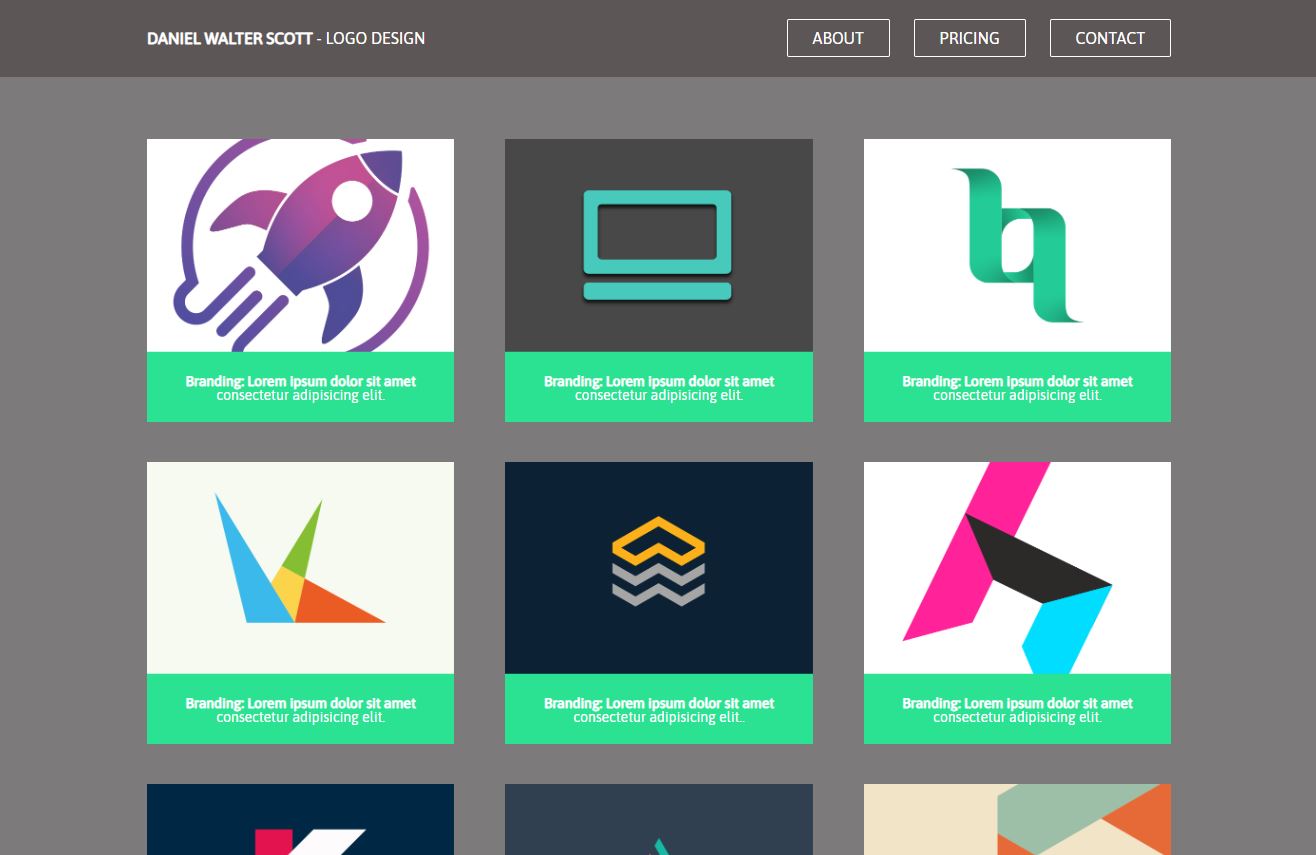 DANIEL WALTER SCOTT - LOGO DESIGN
ABOUT
PRICING
CONTACT
Branding: Lorem ipsum dolor sit amet
consectetur adipisicing elit.
Branding: Lorem ipsum dolor sit amet
consectetur adipisicing elit.
Branding: Lorem ipsum dolor sit amet
consectetur adipisicing elit.
Branding: Lorem ipsum dolor sit amet
consectetur adipisicing elit.
Branding: Lorem ipsum dolor sit amet
consectetur adipisicing elit..
Branding: Lorem ipsum dolor sit amet
consectetur adipisicing elit.